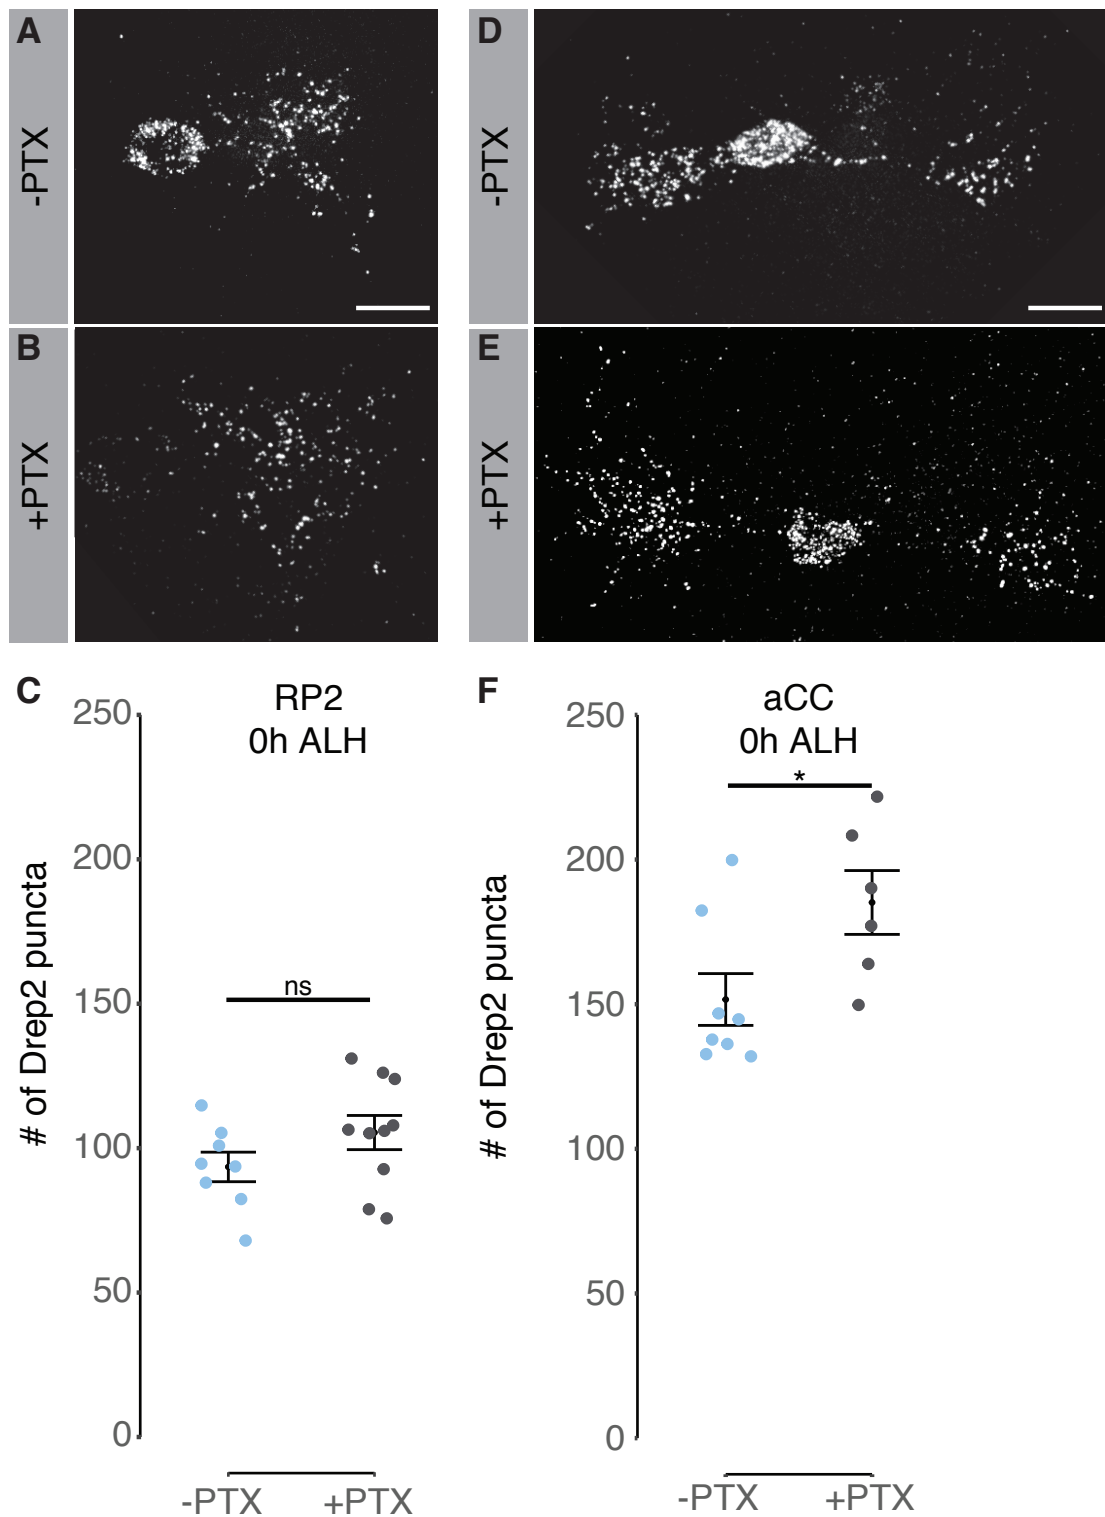 A
-PTX
B
+PTX
C
RP2
0h ALH
# of Drep2 puncta
250
200
150
100
50
0
ns
-PTX
+PTX
D
-PTX
E
+PTX
F
aCC
0h ALH
# of Drep2 puncta
250
200
150
100
50
0
*
-PTX
+PTX